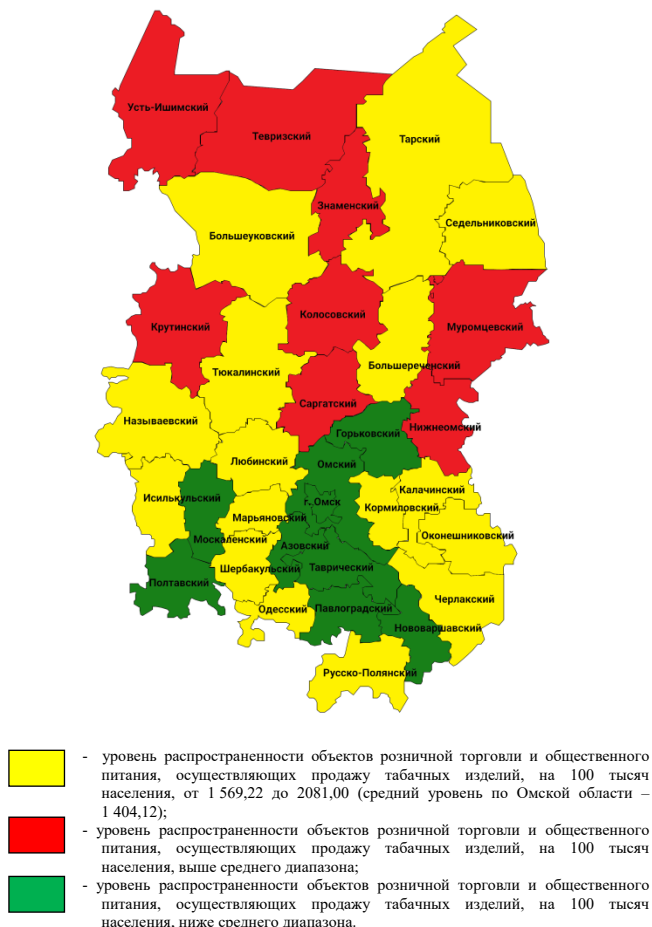 Усть-Ишимский
Тевризский
Тарский
Знаменский
Седельниковский
Большеуковский
Колосовский
Крутинский
Муромцевский
Большереченский
Тюкалинский
Саргатский
Называевский
Нижнеомский
Горьковский
Любинский
Омский
Калачинский
Исилькульский
г. Омск
Кормиловский
Марьяновский
Оконешниковский
Москаленский
Азовский
Шербакульский
Таврический
Полтавский
Черлакский
Одесский
Павлоградский
Нововаршавский
Русско-Полянский
- уровень распространенности объектов розничной торговли и общественного
питания, осуществляющих продажу табачных изделий, на 100 тысяч
населения, от 1 569,22 до 2081,00 (средний уровень по Омской области –
1 404,12);
- уровень распространенности объектов розничной торговли и общественного
питания, осуществляющих продажу табачных изделий, на 100 тысяч
населения, выше среднего диапазона;
- уровень распространенности объектов розничной торговли и общественного
питания, осуществляющих продажу табачных изделий, на 100 тысяч
населения, ниже среднего диапазона.